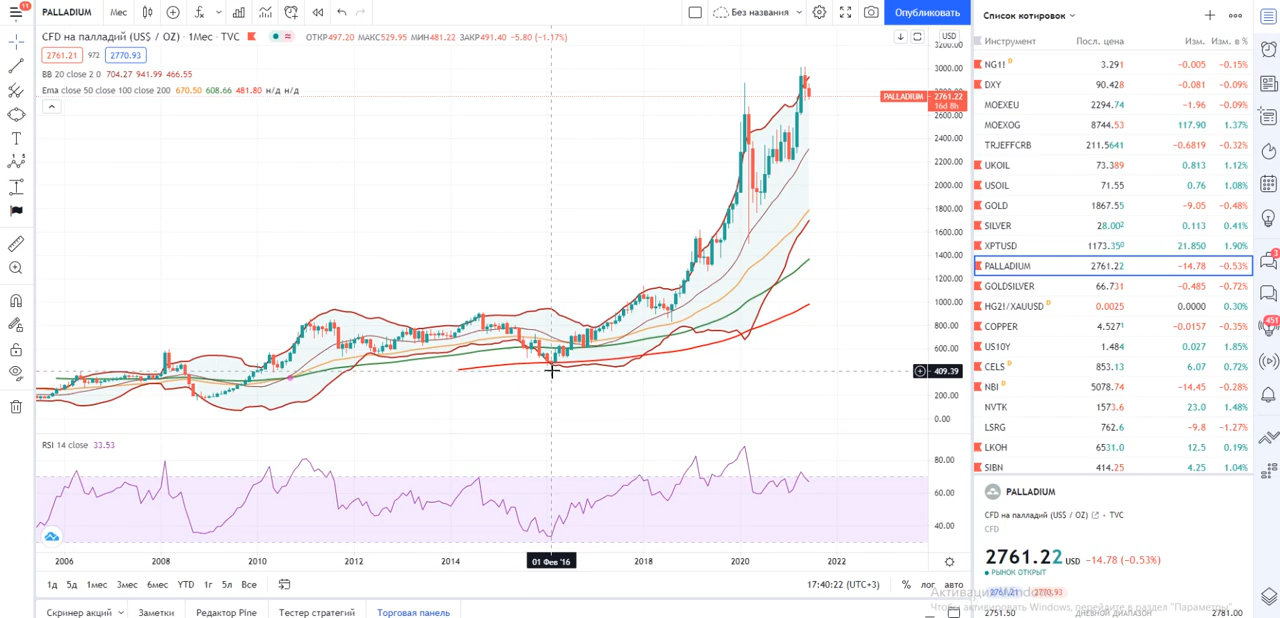 11
PALLADIUM
Мес
Без названия
Опубликовать
Список котировок
CFD на палладий (US$ / OZ) · 1Мес · TVC ОТКР497.20 МАКС529.95 МИН481.22 ЗАКР491.40 −5.80 (−1.17%)
USD
2761.21 972 2770.93
BB 20 close 2 0 704.27 941.99 466.55
Ema close 50 close 100 close 200 670.50 608.66 481.80 н/д н/д
3200.00
3000.00
PALLADIUM 2761.22
16d 8h
2600.00
2400.00
2200.00
2000.00
1800.00
1600.00
1400.00
1200.00
1000.00
800.00
600.00
409.39
200.00
0.00
RSI 14 close 33.53
80.00
60.00
40.00
2006 2008 2010 2012 2014 01 Фев '16 2018 2020 2022
1д 5д 1мес 3мес 6мес YTD 1г 5л Все
17:40:22 (UTC+3) % лог авто
Скринер акций Заметки Редактор Pine Тестер стратегий Торговая панель
Инструмент Посл. цена Изм. Изм. в %
NG1! D 3.291 −0.005 −0.15%
DXY 90.428 −0.081 −0.09%
MOEXEU 2294.74 −1.96 −0.09%
MOEXOG 8744.53 117.90 1.37%
TRJEFFCRB 211.5641 −0.6819 −0.32%
UKOIL 73.389 0.813 1.12%
USOIL 71.55 0.76 1.08%
GOLD 1867.55 −9.05 −0.48%
SILVER 28.002 0.113 0.41%
XPTUSD 1173.350 21.850 1.90%
PALLADIUM 2761.22 −14.78 −0.53%
GOLDSILVER 66.731 −0.485 −0.72%
HG2!/XAUUSD D 0.0025 0.0000 0.30%
COPPER 4.5271 −0.0157 −0.35%
US10Y 1.484 0.027 1.85%
CELS D 853.13 6.07 0.72%
NBI D 5078.74 −14.45 −0.28%
NVTK 1573.6 23.0 1.48%
LSRG 762.6 −9.8 −1.27%
LKOH 6531.0 12.5 0.19%
SIBN 414.25 4.25 1.04%
3
451
PALLADIUM
CFD на палладий (US$ / OZ) · TVC
CFD
2761.22 USD −14.78 (−0.53%)
РЫНОК ОТКРЫТ
2761.21 2770.93
2751.50 ДНЕВНОЙ ДИАПАЗОН 2781.00
Активация Windows
Чтобы активировать Windows, перейдите в раздел "Параметры".